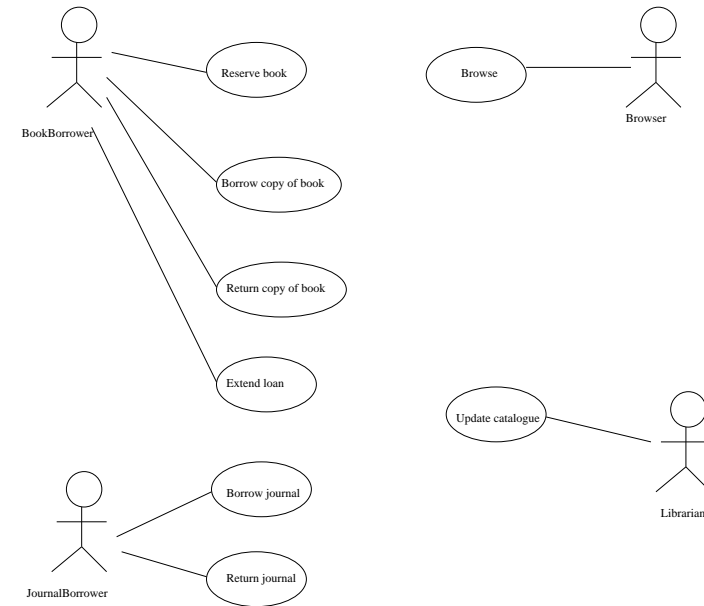 Reserve book
Browse
Browser
BookBorrower
Borrow copy of book
Return copy of book
Extend loan
Update catalogue
Borrow journal
Librarian
Return journal
JournalBorrower